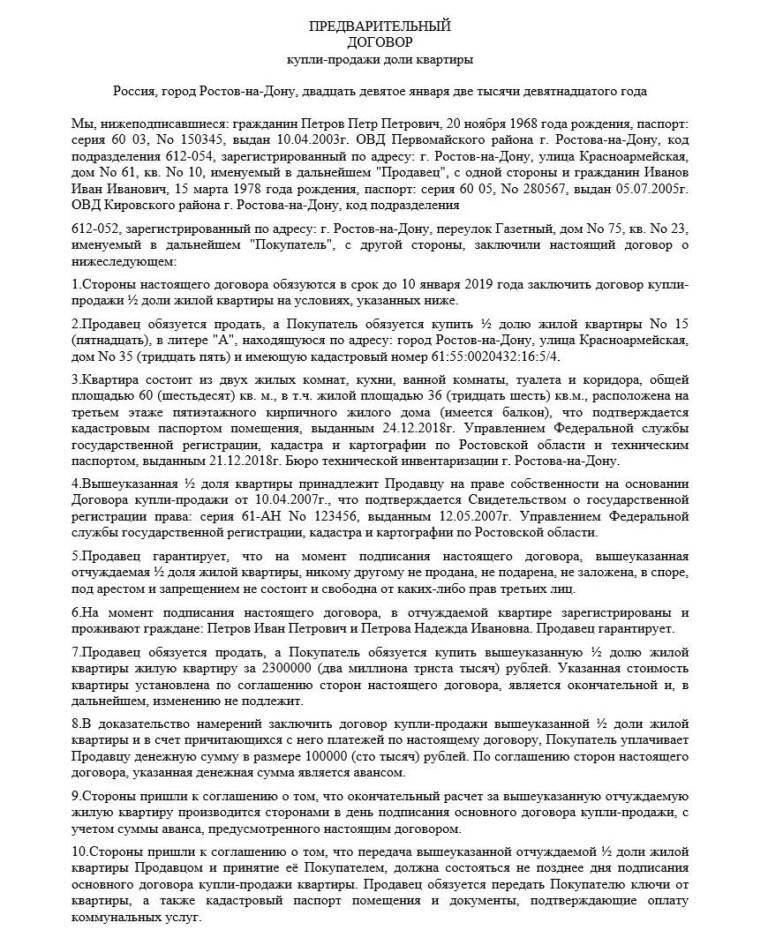 ПРЕДВАРИТЕЛЬНЫЙ
ДОГОВОР
купли-продажи доли квартиры
Россия, город Ростов-на-Дону, двадцать девятое января две тысячи девятнадцатого года
Мы, нижеподписавшиеся: гражданин Петров Петр Петрович, 20 ноября 1968 года рождения, паспорт:
серия 60 03, No 150345, выдан 10.04.2003г. ОВД Первомайского района г. Ростова-на-Дону, код
подразделения 612-054, зарегистрированный по адресу: г. Ростов-на-Дону, улица Красноармейская,
дом No 61, кв. No 10, именуемый в дальнейшем "Продавец", с одной стороны и гражданин Иванов
Иван Иванович, 15 марта 1978 года рождения, паспорт: серия 60 05, No 280567, выдан 05.07.2005г.
ОВД Кировского района г. Ростова-на-Дону, код подразделения
612-052, зарегистрированный по адресу: г. Ростов-на-Дону, переулок Газетный, дом No 75, кв. No 23,
именуемый в дальнейшем "Покупатель", с другой стороны, заключили настоящий договор о
нижеследующем:
1.Стороны настоящего договора обязуются в срок до 10 января 2019 года заключить договор купли-
продажи ½ доли жилой квартиры на условиях, указанных ниже.
2.Продавец обязуется продать, а Покупатель обязуется купить ½ долю жилой квартиры No 15
(пятнадцать), в литере "А", находящуюся по адресу: город Ростов-на-Дону, улица Красноармейская,
дом No 35 (тридцать пять) и имеющую кадастровый номер 61:55:0020432:16:5/4.
3.Квартира состоит из двух жилых комнат, кухни, ванной комнаты, туалета и коридора, общей
площадью 60 (шестьдесят) кв. м., в т.ч. жилой площадью 36 (тридцать шесть) кв.м., расположена на
третьем этаже пятиэтажного кирпичного жилого дома (имеется балкон), что подтверждается
кадастровым паспортом помещения, выданным 24.12.2018г. Управлением Федеральной службы
государственной регистрации, кадастра и картографии по Ростовской области и техническим
паспортом, выданным 21.12.2018г. Бюро технической инвентаризации г. Ростова-на-Дону.
4.Вышеуказанная ½ доля квартиры принадлежит Продавцу на праве собственности на основании
Договора купли-продажи от 10.04.2007г., что подтверждается Свидетельством о государственной
регистрации права: серия 61-АН No 123456, выданным 12.05.2007г. Управлением Федеральной
службы государственной регистрации, кадастра и картографии по Ростовской области.
5.Продавец гарантирует, что на момент подписания настоящего договора, вышеуказанная
отчуждаемая ½ доля жилой квартиры, никому другому не продана, не подарена, не заложена, в споре,
под арестом и запрещением не состоит и свободна от каких-либо прав третьих лиц.
6.На момент подписания настоящего договора, в отчуждаемой квартире зарегистрированы и
проживают граждане: Петров Иван Петрович и Петрова Надежда Ивановна. Продавец гарантирует.
7.Продавец обязуется продать, а Покупатель обязуется купить вышеуказанную ½ долю жилой
квартиры жилую квартиру за 2300000 (два миллиона триста тысяч) рублей. Указанная стоимость
квартиры установлена по соглашению сторон настоящего договора, является окончательной и, в
дальнейшем, изменению не подлежит.
8.В доказательство намерений заключить договор купли-продажи вышеуказанной ½ доли жилой
квартиры и в счет причитающихся с него платежей по настоящему договору, Покупатель уплачивает
Продавцу денежную сумму в размере 100000 (сто тысяч) рублей. По соглашению сторон настоящего
договора, указанная денежная сумма является авансом.
9.Стороны пришли к соглашению о том, что окончательный расчет за вышеуказанную отчуждаемую
жилую квартиру производится сторонами в день подписания основного договора купли-продажи, с
учетом суммы аванса, предусмотренного настоящим договором.
10.Стороны пришли к соглашению о том, что передача вышеуказанной отчуждаемой ½ доли жилой
квартиры Продавцом и принятие её Покупателем, должна состояться не позднее дня подписания
основного договора купли-продажи квартиры. Продавец обязуется передать Покупателю ключи от
квартиры, а также кадастровый паспорт помещения и документы, подтверждающие оплату
коммунальных услуг.